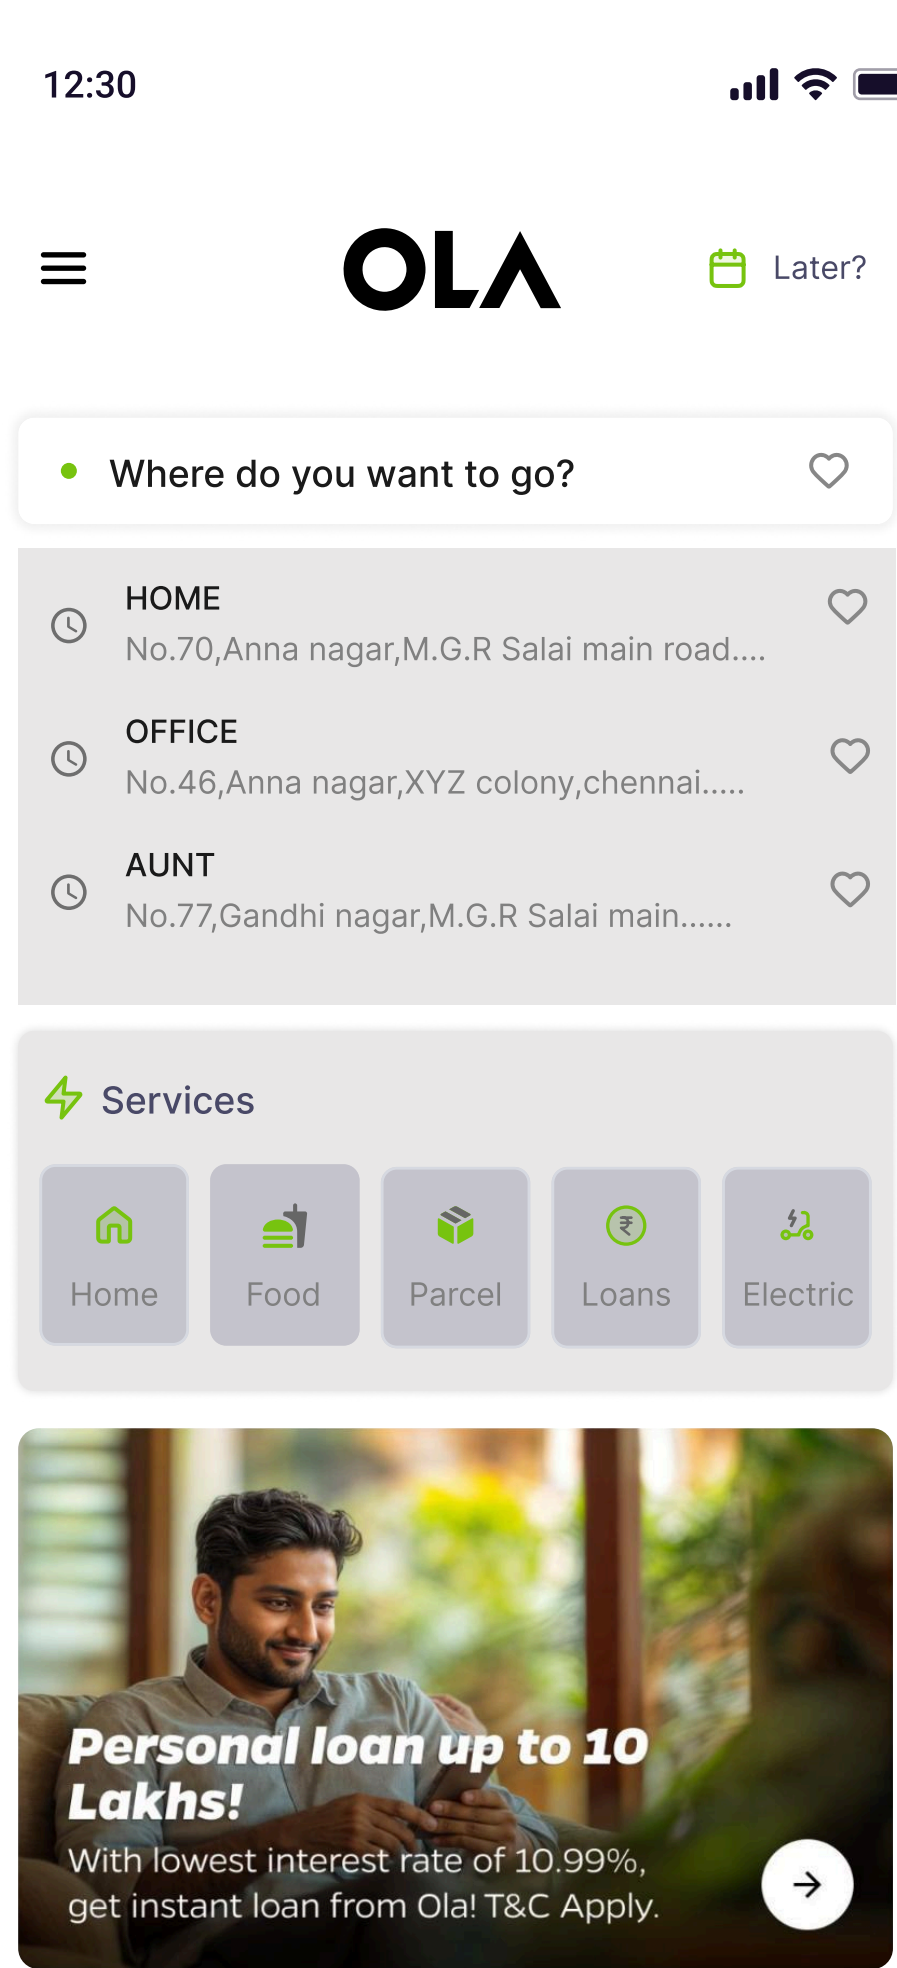 12:30
OLA
Later?
Where do you want to go?
HOME
No.70,Anna nagar,M.G.R Salai main road....
OFFICE
No.46,Anna nagar,XYZ colony,chennai.....
AUNT
No.77,Gandhi nagar,M.G.R Salai main......
Services
Home
Food
Parcel
Loans
Electric
Personal loan up to 10
Lakhs!
With lowest interest rate of 10.99%,
get instant loan from Ola! T&C Apply.